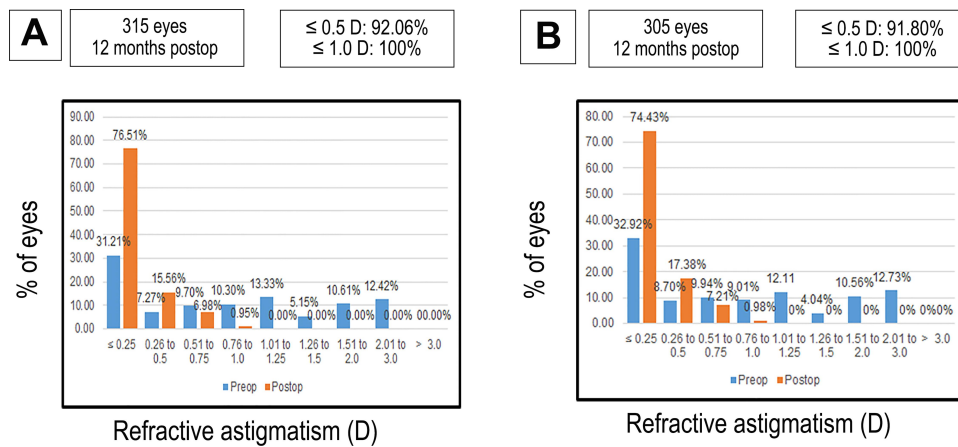 A
315 eyes
12 months postop
≤ 0.5 D: 92.06%
≤ 1.0 D: 100%
% of eyes
90.00
80.00
70.00
60.00
50.00
40.00
30.00
20.00
10.00
0.00
31.21%
76.51%
7.27%
15.56%
9.70%
6.98%
10.30%
0.95%
13.33%
0.00%
5.15%
0.00%
10.61%
0.00%
12.42%
0.00%
00.00%
≤ 0.25
0.26 to 0.5
0.51 to 0.75
0.76 to 1.0
1.01 to 1.25
1.26 to 1.5
1.51 to 2.0
2.01 to 3.0
> 3.0
Preop
Postop
Refractive astigmatism (D)
B
305 eyes
12 months postop
≤ 0.5 D: 91.80%
≤ 1.0 D: 100%
% of eyes
80.00
70.00
60.00
50.00
40.00
30.00
20.00
10.00
0.00
32.92%
74.43%
8.70%
17.38%
9.94%
7.21%
9.01%
0.98%
12.11
0%
4.04%
0%
10.56%
0%
12.73%
0%
0%0%
≤ 0.25
0.26 to 0.5
0.51 to 0.75
0.76 to 1.0
1.01 to 1.25
1.26 to 1.5
1.51 to 2.0
2.01 to 3.0
> 3.0
Preop
Postop
Refractive astigmatism (D)